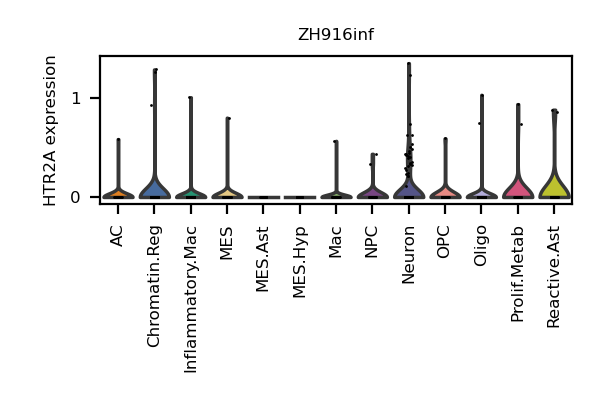 ZH916inf
HTR2A expression
1
0
AC
Chromatin.Reg
Inflammatory.Mac
MES
MES.Ast
MES.Hyp
Mac
NPC
Neuron
OPC
Oligo
Prolif.Metab
Reactive.Ast